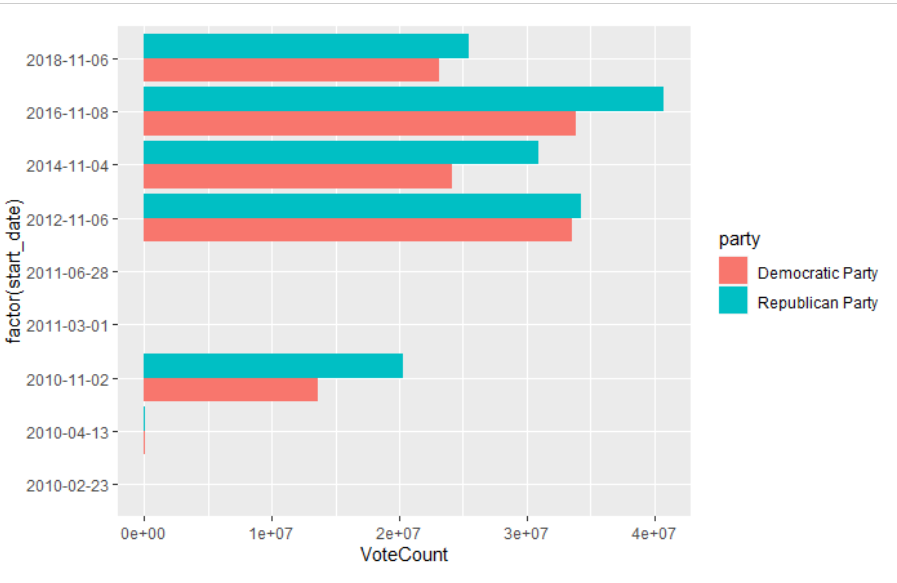 2018-11-06
2016-11-08
2014-11-04
2012-11-06
2011-06-28
2011-03-01
2010-11-02
2010-04-13
2010-02-23
factor(start_date)
0e+00 1e+07 2e+07 3e+07 4e+07
VoteCount
party
Democratic Party
Republican Party